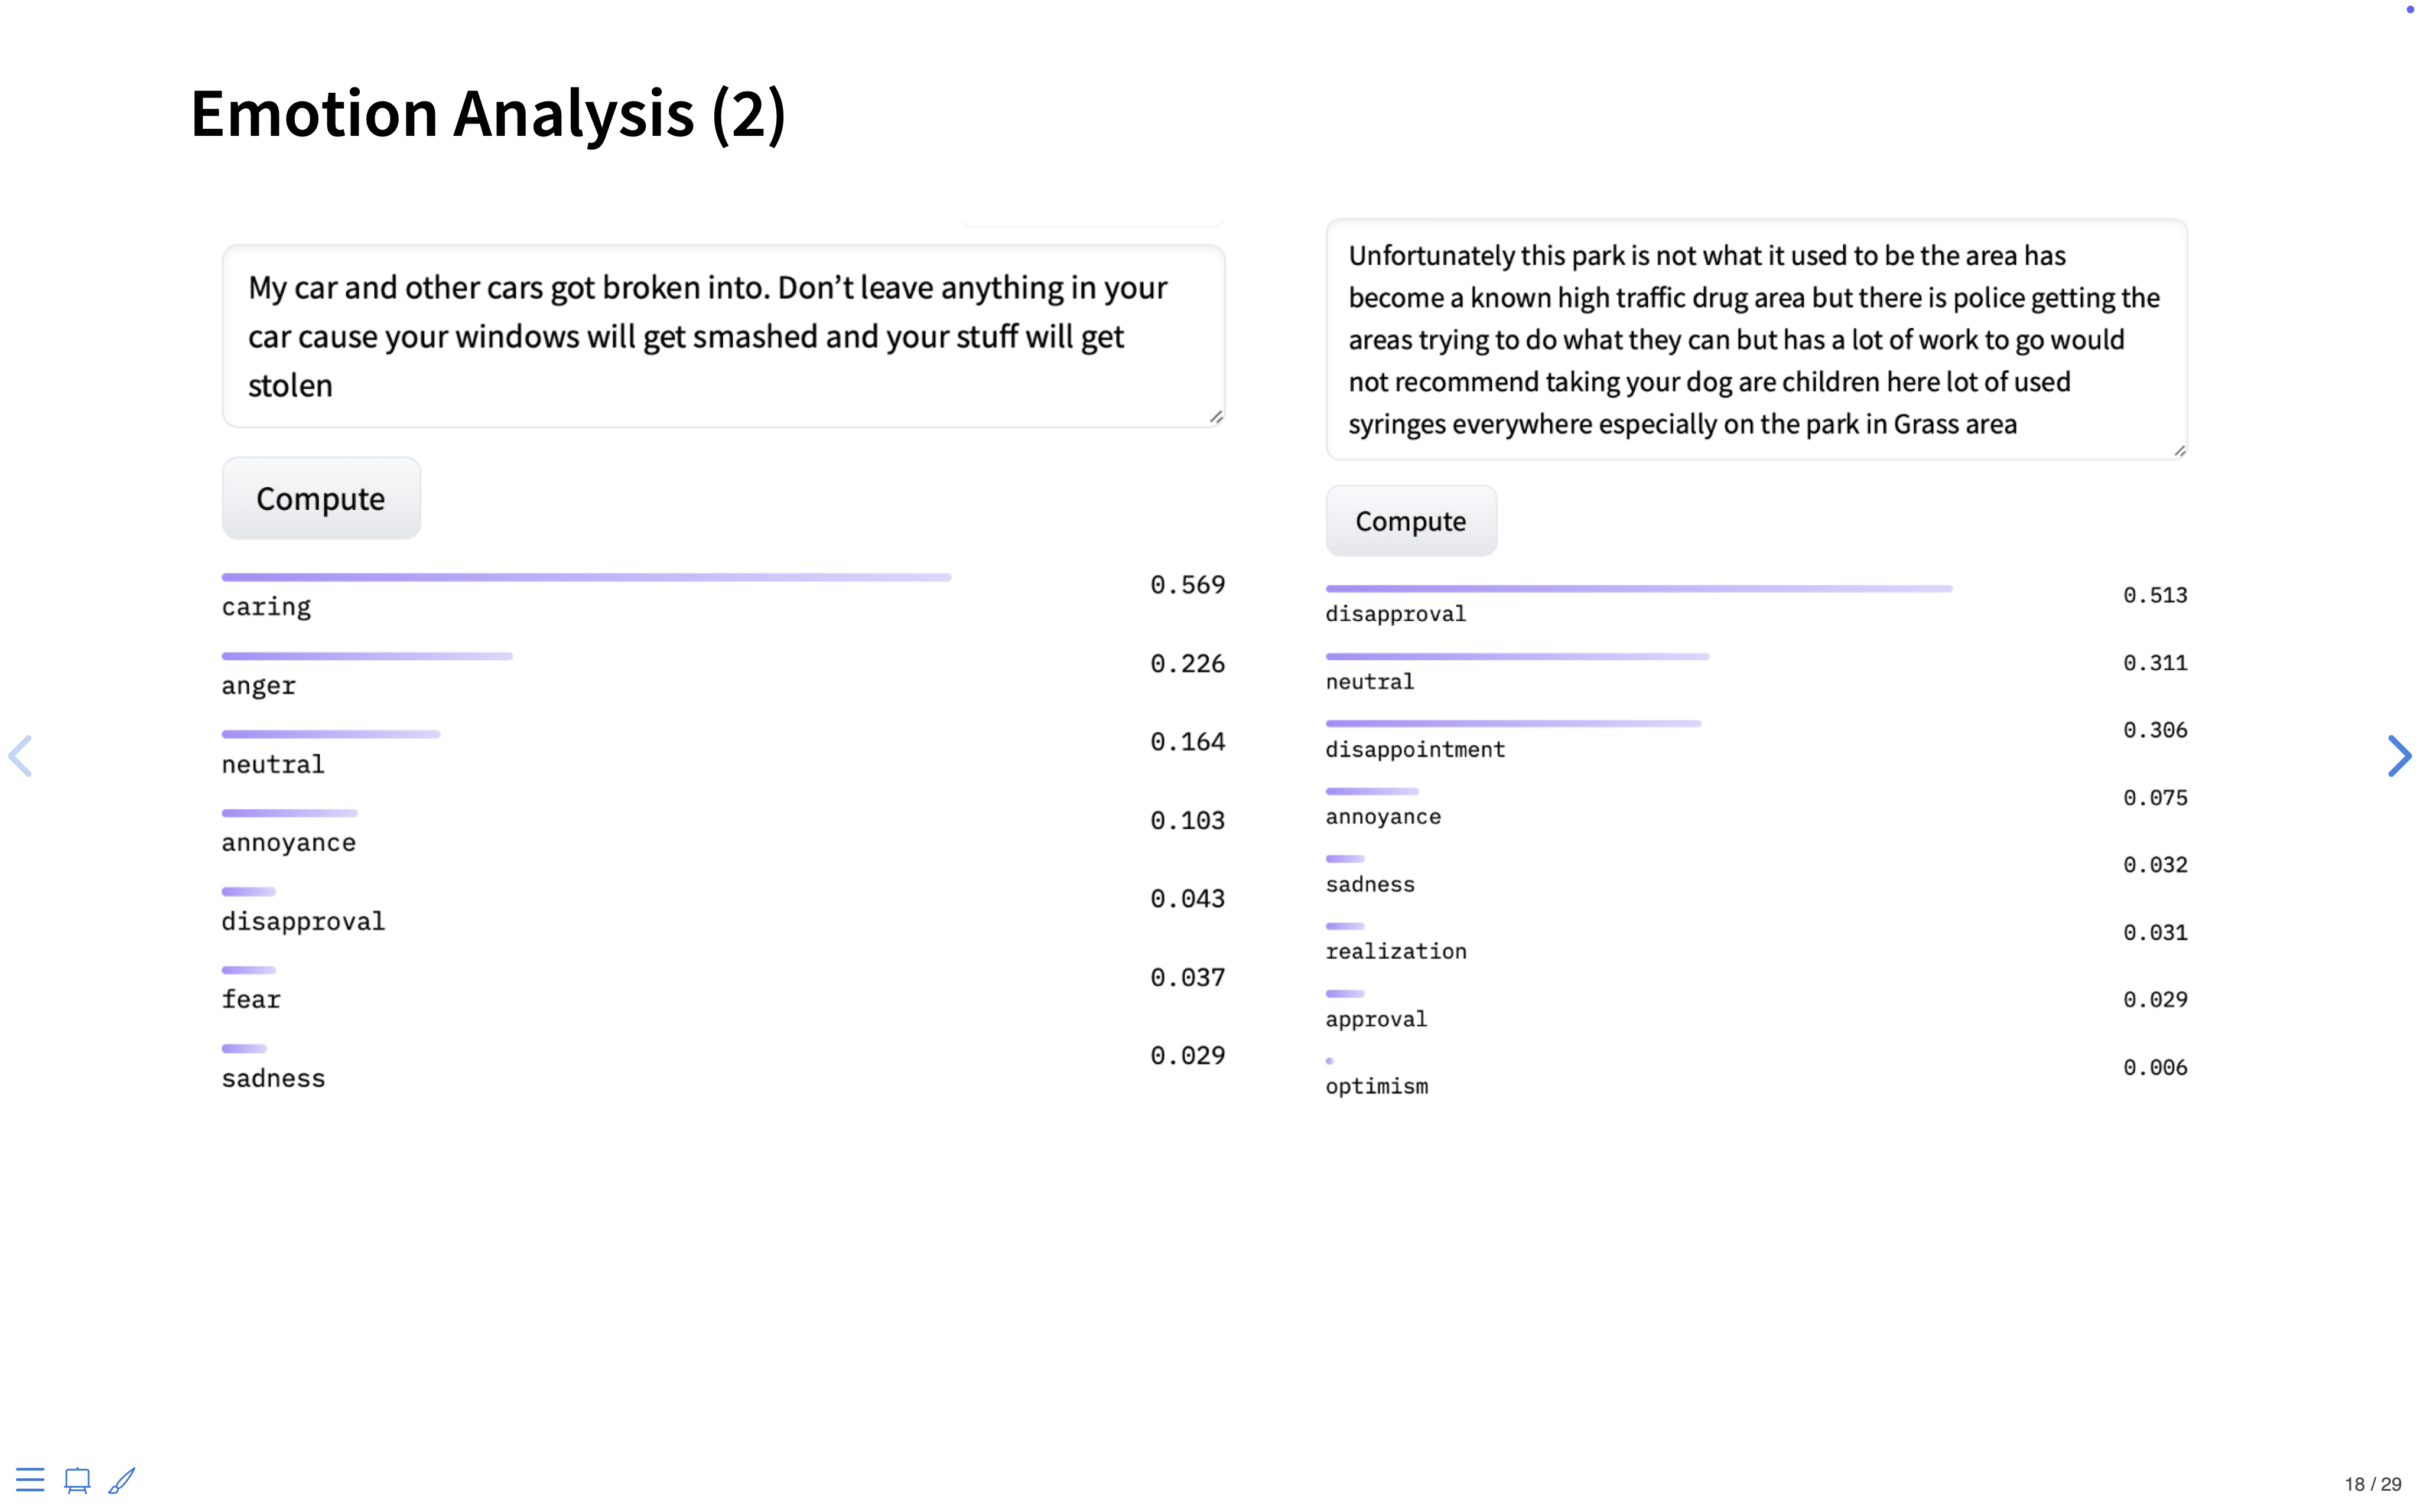 Emotion Analysis (2)
My car and other cars got broken into. Don’t leave anything in your
car cause your windows will get smashed and your stuff will get
stolen
Compute
caring 0.569
anger 0.226
neutral 0.164
annoyance 0.103
disapproval 0.043
fear 0.037
sadness 0.029
Unfortunately this park is not what it used to be the area has
become a known high traffic drug area but there is police getting the
areas trying to do what they can but has a lot of work to go would
not recommend taking your dog are children here lot of used
syringes everywhere especially on the park in Grass area
Compute
disapproval 0.513
neutral 0.311
disappointment 0.306
annoyance 0.075
sadness 0.032
realization 0.031
approval 0.029
optimism 0.006
18 / 29